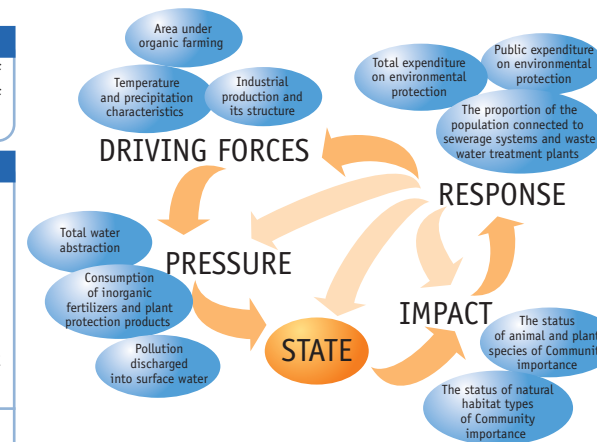 Area under
organic farming
Temperature
and precipitation
characteristics
Industrial
production and
its structure
DRIVING FORCES
Total expenditure
on environmental
protection
Public expenditure
on environmental
protection
The proportion of the
population connected to
sewerage systems and waste
water treatment plants
RESPONSE
Total water
abstraction
Consumption
of inorganic
fertilizers and plant
protection products
Pollution
discharged
into surface water
PRESSURE
STATE
IMPACT
The status
of animal and plant
species of Communit
importance
The status of natural
habitat types
of Community
importance